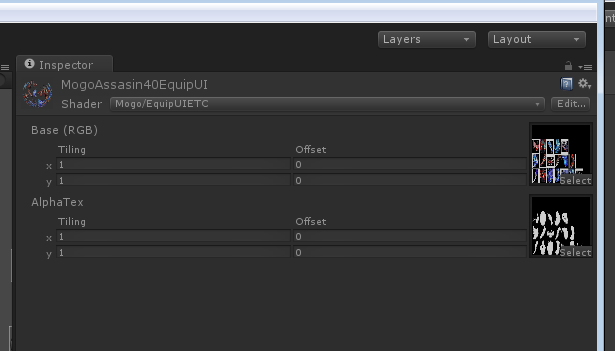 nt
Layers Layout
Inspector
MogoAssasin40EquipUI
Shader Mogo/EquipUIETC Edit...
Base (RGB)
Tiling Offset
x 1 0
y 1 0
Select
AlphaTex
Tiling Offset
x 1 0
y 1 0
Select